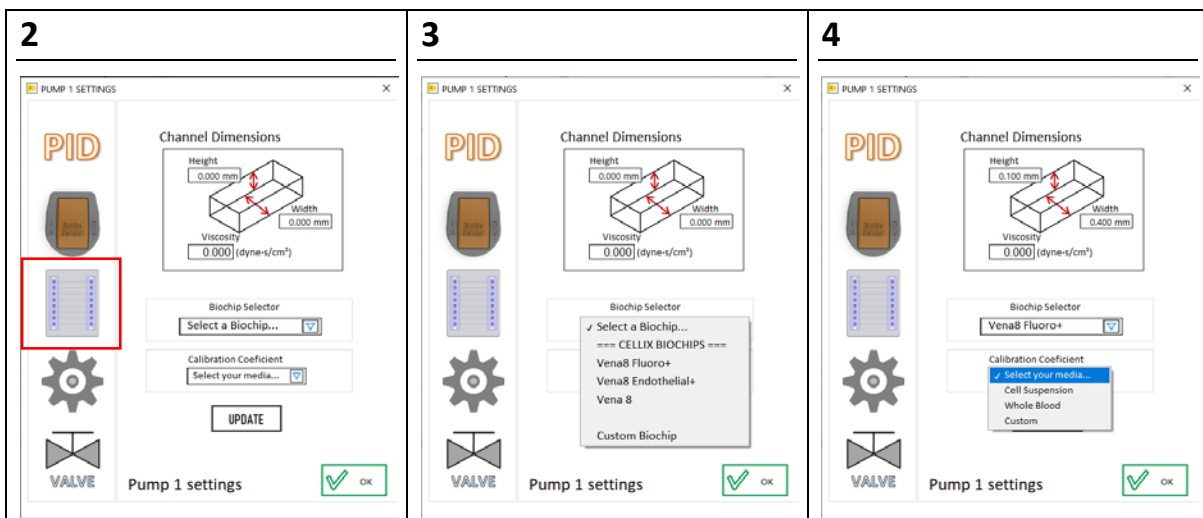 2
PUMP 1 SETTINGS
PID
Channel Dimensions
Height
0.000 mm
Width
0.000 mm
Viscosity
0.000 (dyne·s/cm²)
Biochip Selector
Select a Biochip...
Calibration Coeficient
Select your media...
UPDATE
VALVE
Pump 1 settings
OK
3
PUMP 1 SETTINGS
PID
Channel Dimensions
Height
0.000 mm
Width
0.000 mm
Viscosity
0.000 (dyne·s/cm²)
Biochip Selector
✓ Select a Biochip...
=== CELLIX BIOCHIPS ===
Vena8 Fluoro+
Vena8 Endothelial+
Vena 8
Custom Biochip
VALVE
Pump 1 settings
OK
4
PUMP 1 SETTINGS
PID
Channel Dimensions
Height
0.100 mm
Width
0.400 mm
Viscosity
0.000 (dyne·s/cm²)
Biochip Selector
Vena8 Fluoro+
Calibration Coeficient
✓ Select your media...
Cell Suspension
Whole Blood
Custom
VALVE
Pump 1 settings
OK